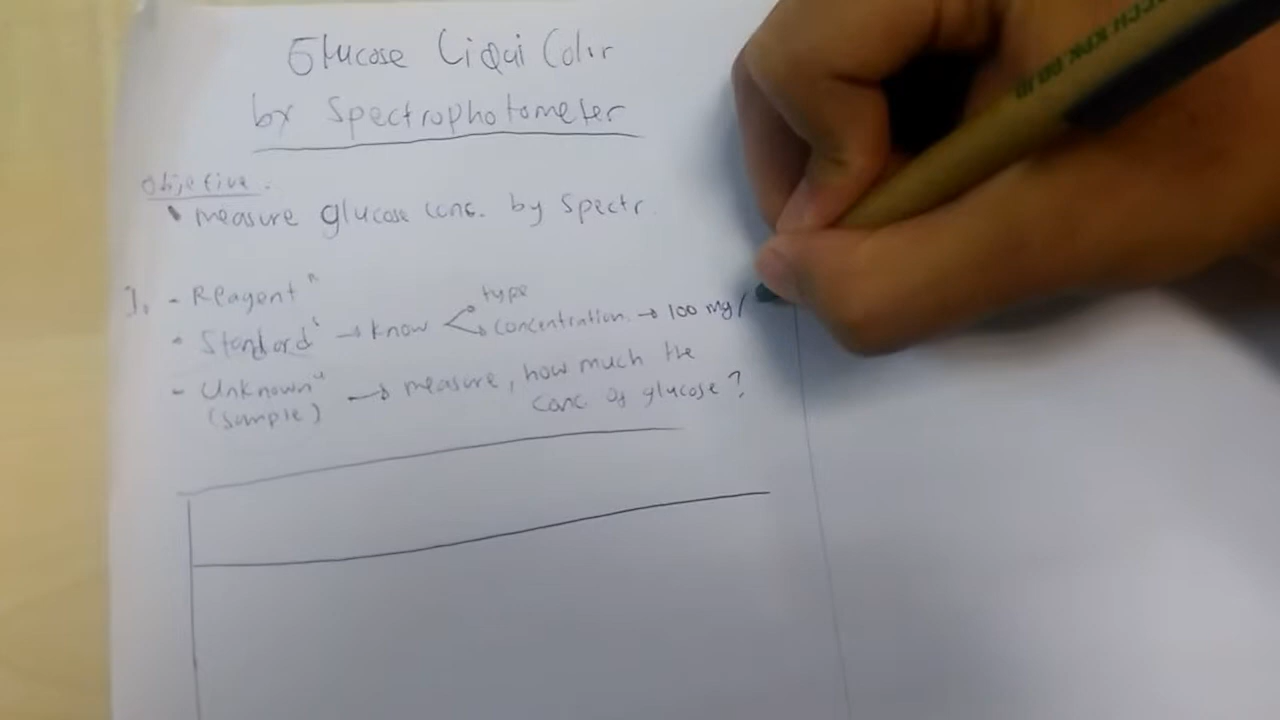 Glucose Liqui Color
by Spectrophotometer
Objective.
measure glucose conc. by Spectr
1. - Reagent "
- Standard " → know type
concentration → 100 mg/
- Unknown " → measure, how much the
(sample) conc of glucose?